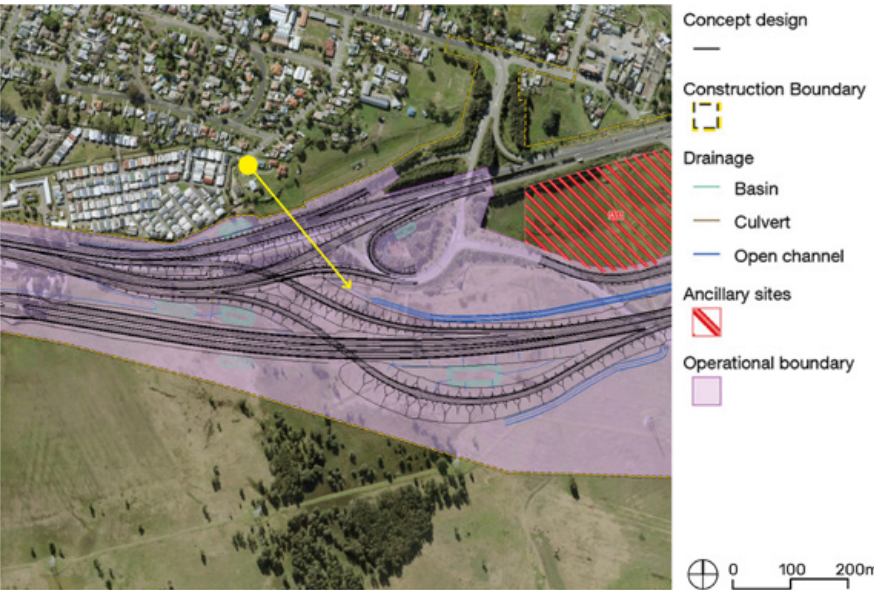 Concept design
Construction Boundary
Drainage
Basin
Culvert
Open channel
Ancillary sites
Operational boundary
0 100 200m